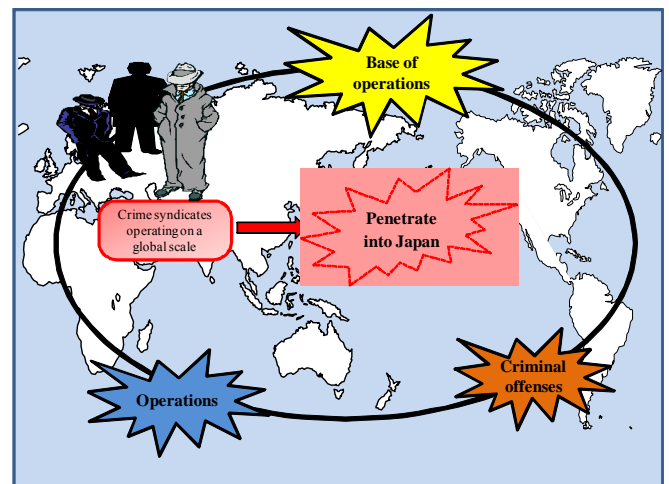 Base of
operations
Crime syndicates
operating on a
global scale
Penetrate
into Japan
Operations
Criminal
offenses